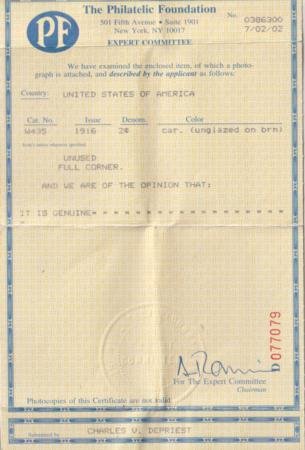 PF
The Philatelic Foundation
501 Fifth Avenue • Suite 1901
New York, NY 10017
EXPERT COMMITTEE
No. 0386300
7/02/02
We have examined the enclosed item, of which a photo-
graph is attached, and described by the applicant as follows:
Country: UNITED STATES OF AMERICA
Cat. No. Issue Denom. Color
W435 1916 2¢ car. (unglazed on brn)
UNUSED
FULL CORNER.
AND WE ARE OF THE OPINION THAT:
IT IS GENUINE
D077079
For The Expert Committee
Chairman
Photocopies of this Certificate are not valid
Submitted by CHARLES V. DEPRIEST